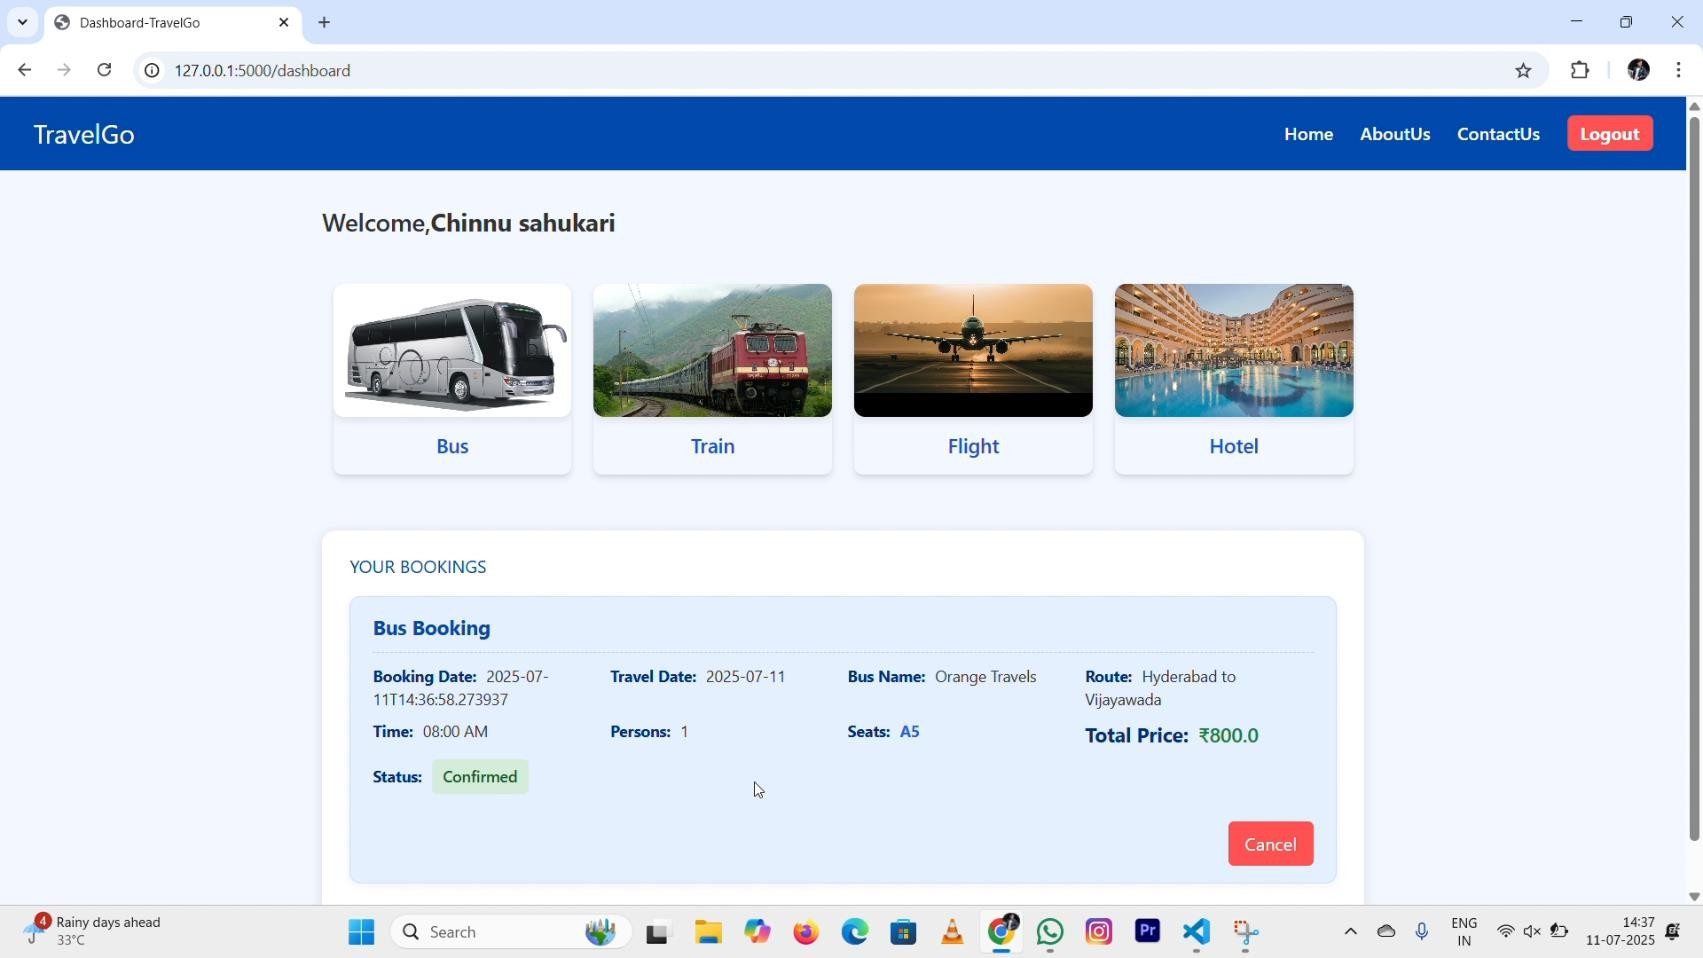 Dashboard-TravelGo
127.0.0.1:5000/dashboard
TravelGo
Home AboutUs ContactUs Logout
Welcome,Chinnu sahukari
Bus Train Flight Hotel
YOUR BOOKINGS
Bus Booking
Booking Date: 2025-07-
11T14:36:58.273937
Travel Date: 2025-07-11
Bus Name: Orange Travels
Route: Hyderabad to
Vijayawada
Time: 08:00 AM
Persons: 1
Seats: A5
Total Price: ₹800.0
Status: Confirmed
Cancel
4
Rainy days ahead
33°C
Search
Pr
ENG
IN
14:37
11-07-2025